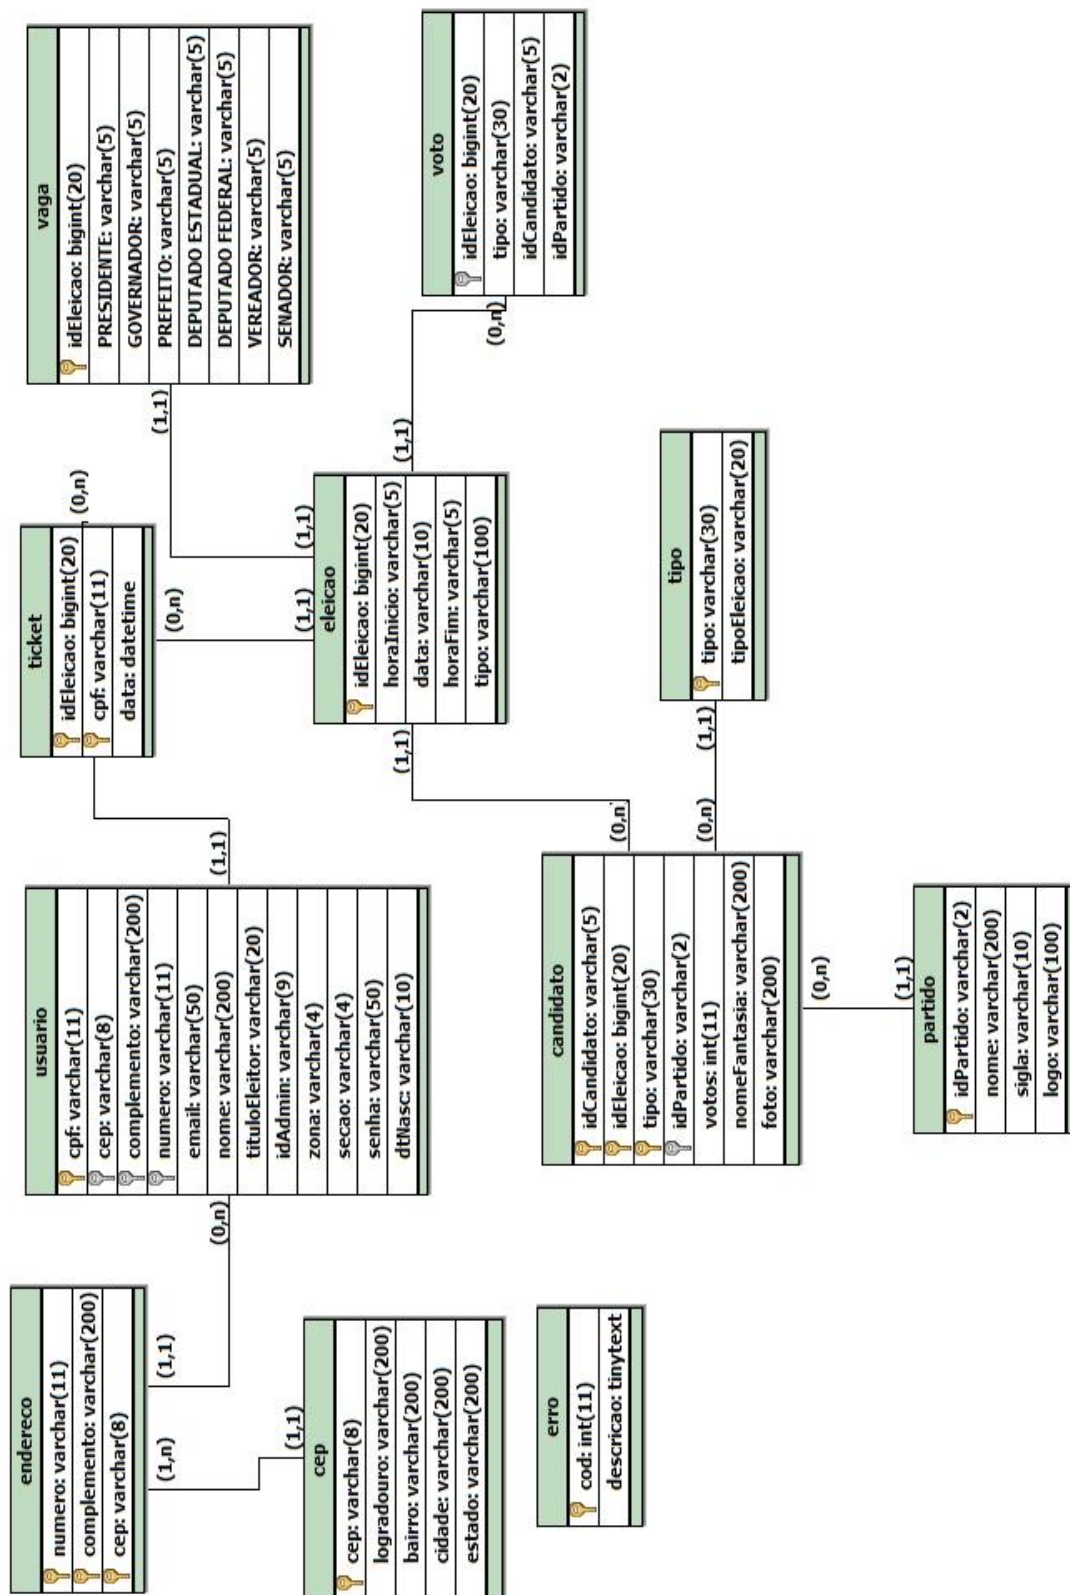 endereco
numero: varchar(11)
complemento: varchar(200)
cep: varchar(8)
(1,n)
(1,1)
usuario
cpf: varchar(11)
cep: varchar(8)
complemento: varchar(200)
numero: varchar(11)
email: varchar(50)
nome: varchar(200)
tituloEleitor: varchar(20)
idAdmin: varchar(9)
zona: varchar(4)
secao: varchar(4)
senha: varchar(50)
dtNasc: varchar(10)
(0,n)
(1,1)
ticket
idEleicao: bigint(20)
cpf: varchar(11)
data: datetime
(0,n)
(0,n)
vaga
idEleicao: bigint(20)
PRESIDENTE: varchar(5)
GOVERNADOR: varchar(5)
PREFEITO: varchar(5)
DEPUTADO ESTADUAL: varchar(5)
DEPUTADO FEDERAL: varchar(5)
VEREADOR: varchar(5)
SENADOR: varchar(5)
(1,1)
cep
cep: varchar(8)
logradouro: varchar(200)
bairro: varchar(200)
cidade: varchar(200)
estado: varchar(200)
(1,1)
eleicao
idEleicao: bigint(20)
horaInicio: varchar(5)
data: varchar(10)
horaFim: varchar(5)
tipo: varchar(100)
(1,1)
(1,1)
(1,1)
(1,1)
voto
idEleicao: bigint(20)
tipo: varchar(30)
idCandidato: varchar(5)
idPartido: varchar(2)
(0,n)
erro
cod: int(11)
descricao: tinytext
candidato
idCandidato: varchar(5)
idEleicao: bigint(20)
tipo: varchar(30)
idPartido: varchar(2)
votos: int(11)
nomeFantasia: varchar(200)
foto: varchar(200)
(0,n)
(0,n)
(0,n)
tipo
tipo: varchar(30)
tipoEleicao: varchar(20)
(1,1)
partido
idPartido: varchar(2)
nome: varchar(200)
sigla: varchar(10)
logo: varchar(100)
(1,1)